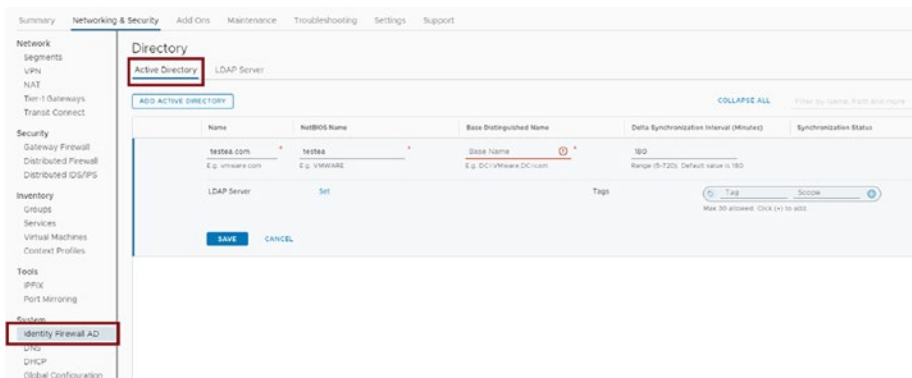 Summary Networking & Security Add Ons Maintenance Troubleshooting Settings Support
Network
Segments
VPN
NAT
Tier-1 Gateways
Transit Connect
Security
Gateway Firewall
Distributed Firewall
Distributed IDS/IPS
Inventory
Groups
Services
Virtual Machines
Context Profiles
Tools
IPFIX
Port Mirroring
System
Identity Firewall AD
DNS
DHCP
Global Configuration
Directory
Active Directory LDAP Server
ADD ACTIVE DIRECTORY COLLAPSE ALL Filter by Name, Path and more
Name NetBIOS Name Base Distinguished Name Delta Synchronization Interval (Minutes) Synchronization Status
testea.com * testea * Base Name * 180
E.g. vmware.com E.g. VMWARE E.g. DC=VMware,DC=com Range (5-720). Default value is 180
LDAP Server Set Tags Tag Scope
Max 30 allowed. Click (+) to add.
SAVE CANCEL